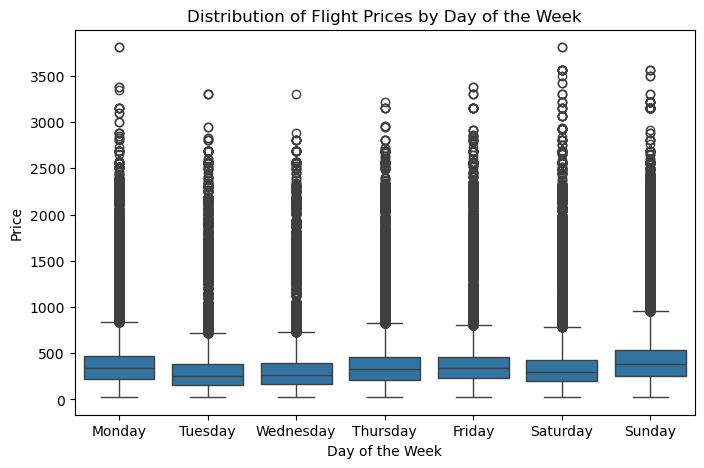 Distribution of Flight Prices by Day of the Week
Price
3500
3000
2500
2000
1500
1000
500
0
Monday Tuesday Wednesday Thursday Friday Saturday Sunday
Day of the Week